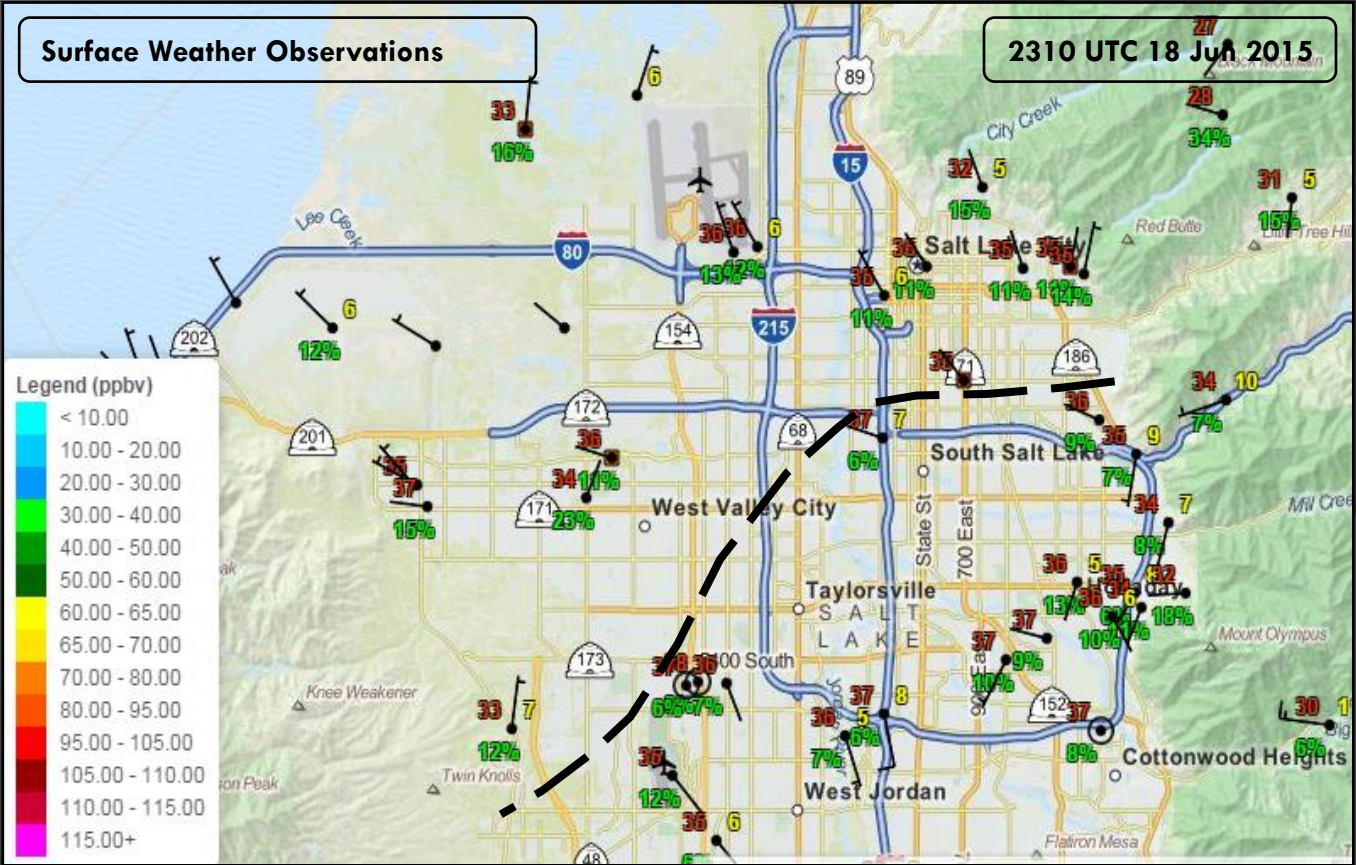 Surface Weather Observations
2310 UTC 18 Jun 2015
27
6
89
33
16%
28
34%
City Creek
15
32 5
15%
31 5
15%
Lee Creek
Red Butte
36 36 6
13%
Salt Lake City
80
36
11%
35
11%
14%
36 6
11%
6
12%
202
154
215
Legend (ppbv)
< 10.00
10.00 - 20.00
20.00 - 30.00
30.00 - 40.00
40.00 - 50.00
50.00 - 60.00
60.00 - 65.00
65.00 - 70.00
70.00 - 80.00
80.00 - 95.00
95.00 - 105.00
105.00 - 110.00
110.00 - 115.00
115.00+
71
186
34 10
7%
172
201
68
36
9%
37 7
6%
36 9
7%
South Salt Lake
36
11%
34
23%
37
15%
171
West Valley City
State St
700 East
34 7
8%
Mill Cree
Taylorsville
SALT
LAKE
36 5
13%
18%
10%
37
9%
37
10%
Mount Olympus
173
36
7%
Knee Weakener
33 7
12%
37 8
6%
36 5
7%
152
37
8%
30
6%
Cottonwood Heights
Twin Knolls
36
12%
West Jordan
36 6
48
Flatiron Mesa